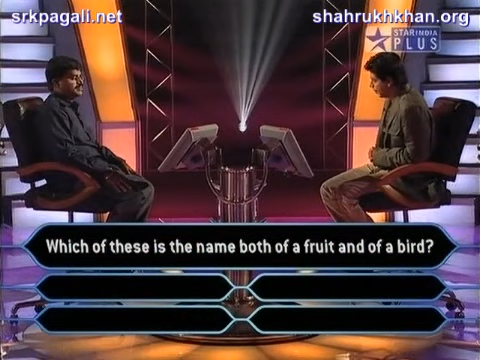 srkpagali.net
shahrukhkhan.org
STAR INDIA
PLUS
Which of these is the name both of a fruit and of a bird?